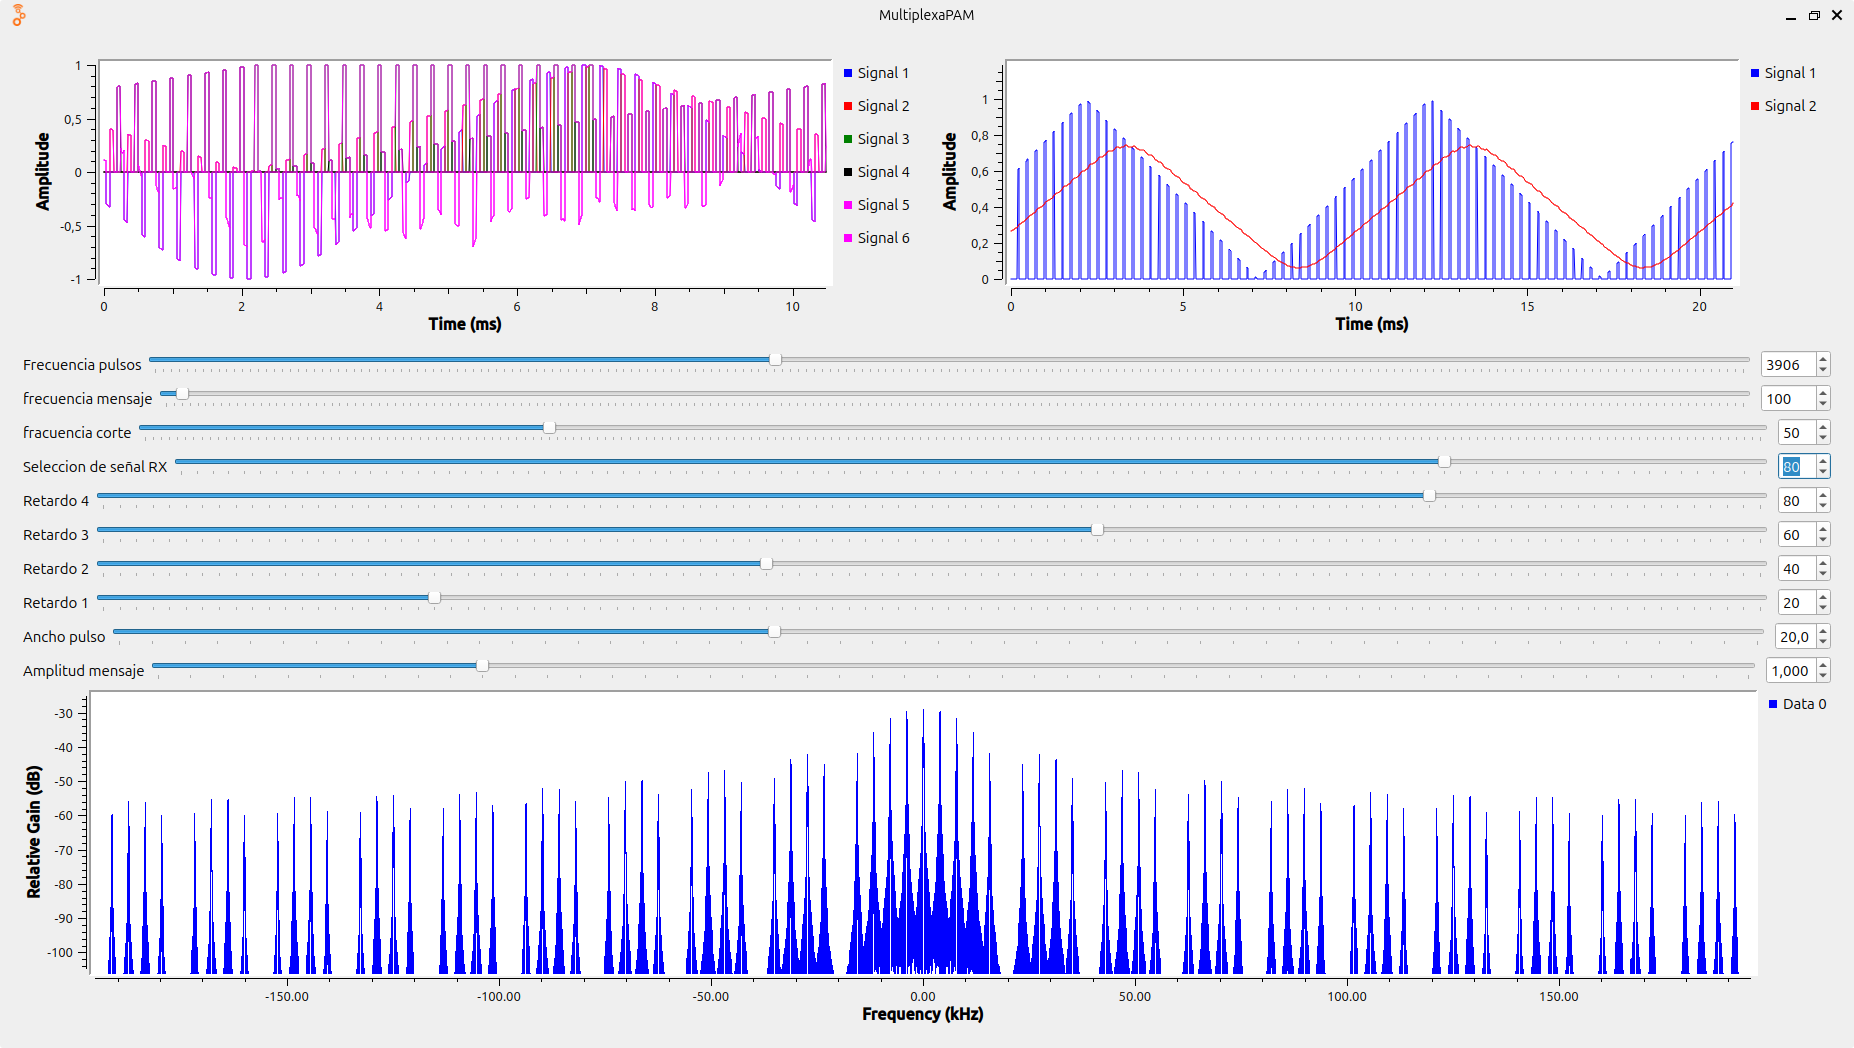 MultiplexaPAM
1
0,5
0
-0,5
-1
Amplitude
0 2 4 6 8 10
Time (ms)
Signal 1
Signal 2
Signal 3
Signal 4
Signal 5
Signal 6
1
0,8
0,6
0,4
0,2
0
Amplitude
0 5 10 15 20
Time (ms)
Signal 1
Signal 2
Frecuencia pulsos 3906
frecuencia mensaje 100
fracuencia corte 50
Seleccion de señal RX 80
Retardo 4 80
Retardo 3 60
Retardo 2 40
Retardo 1 20
Ancho pulso 20,0
Amplitud mensaje 1,000
-30
-40
-50
-60
-70
-80
-90
-100
Relative Gain (dB)
-150.00 -100.00 -50.00 0.00 50.00 100.00 150.00
Frequency (kHz)
Data 0